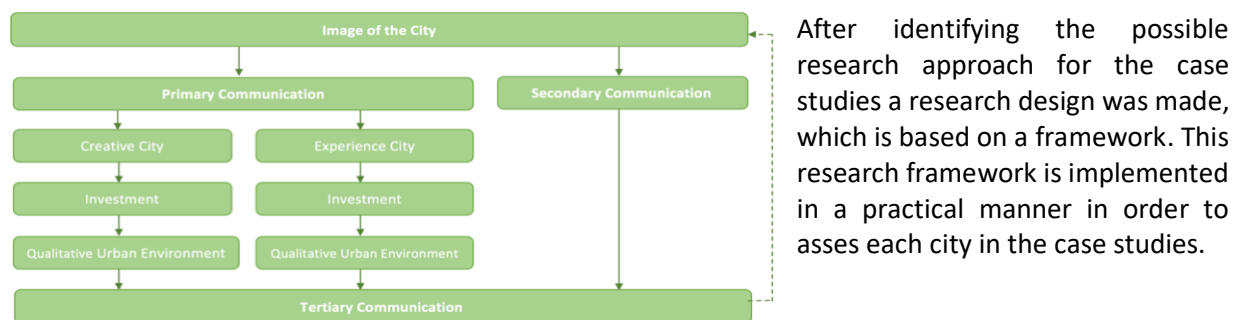 Image of the City
Primary Communication
Secondary Communication
Creative City
Experience City
Investment
Investment
Qualitative Urban Environment
Qualitative Urban Environment
Tertiary Communication
After identifying the possible
research approach for the case
studies a research design was made,
which is based on a framework. This
research framework is implemented
in a practical manner in order to
asses each city in the case studies.